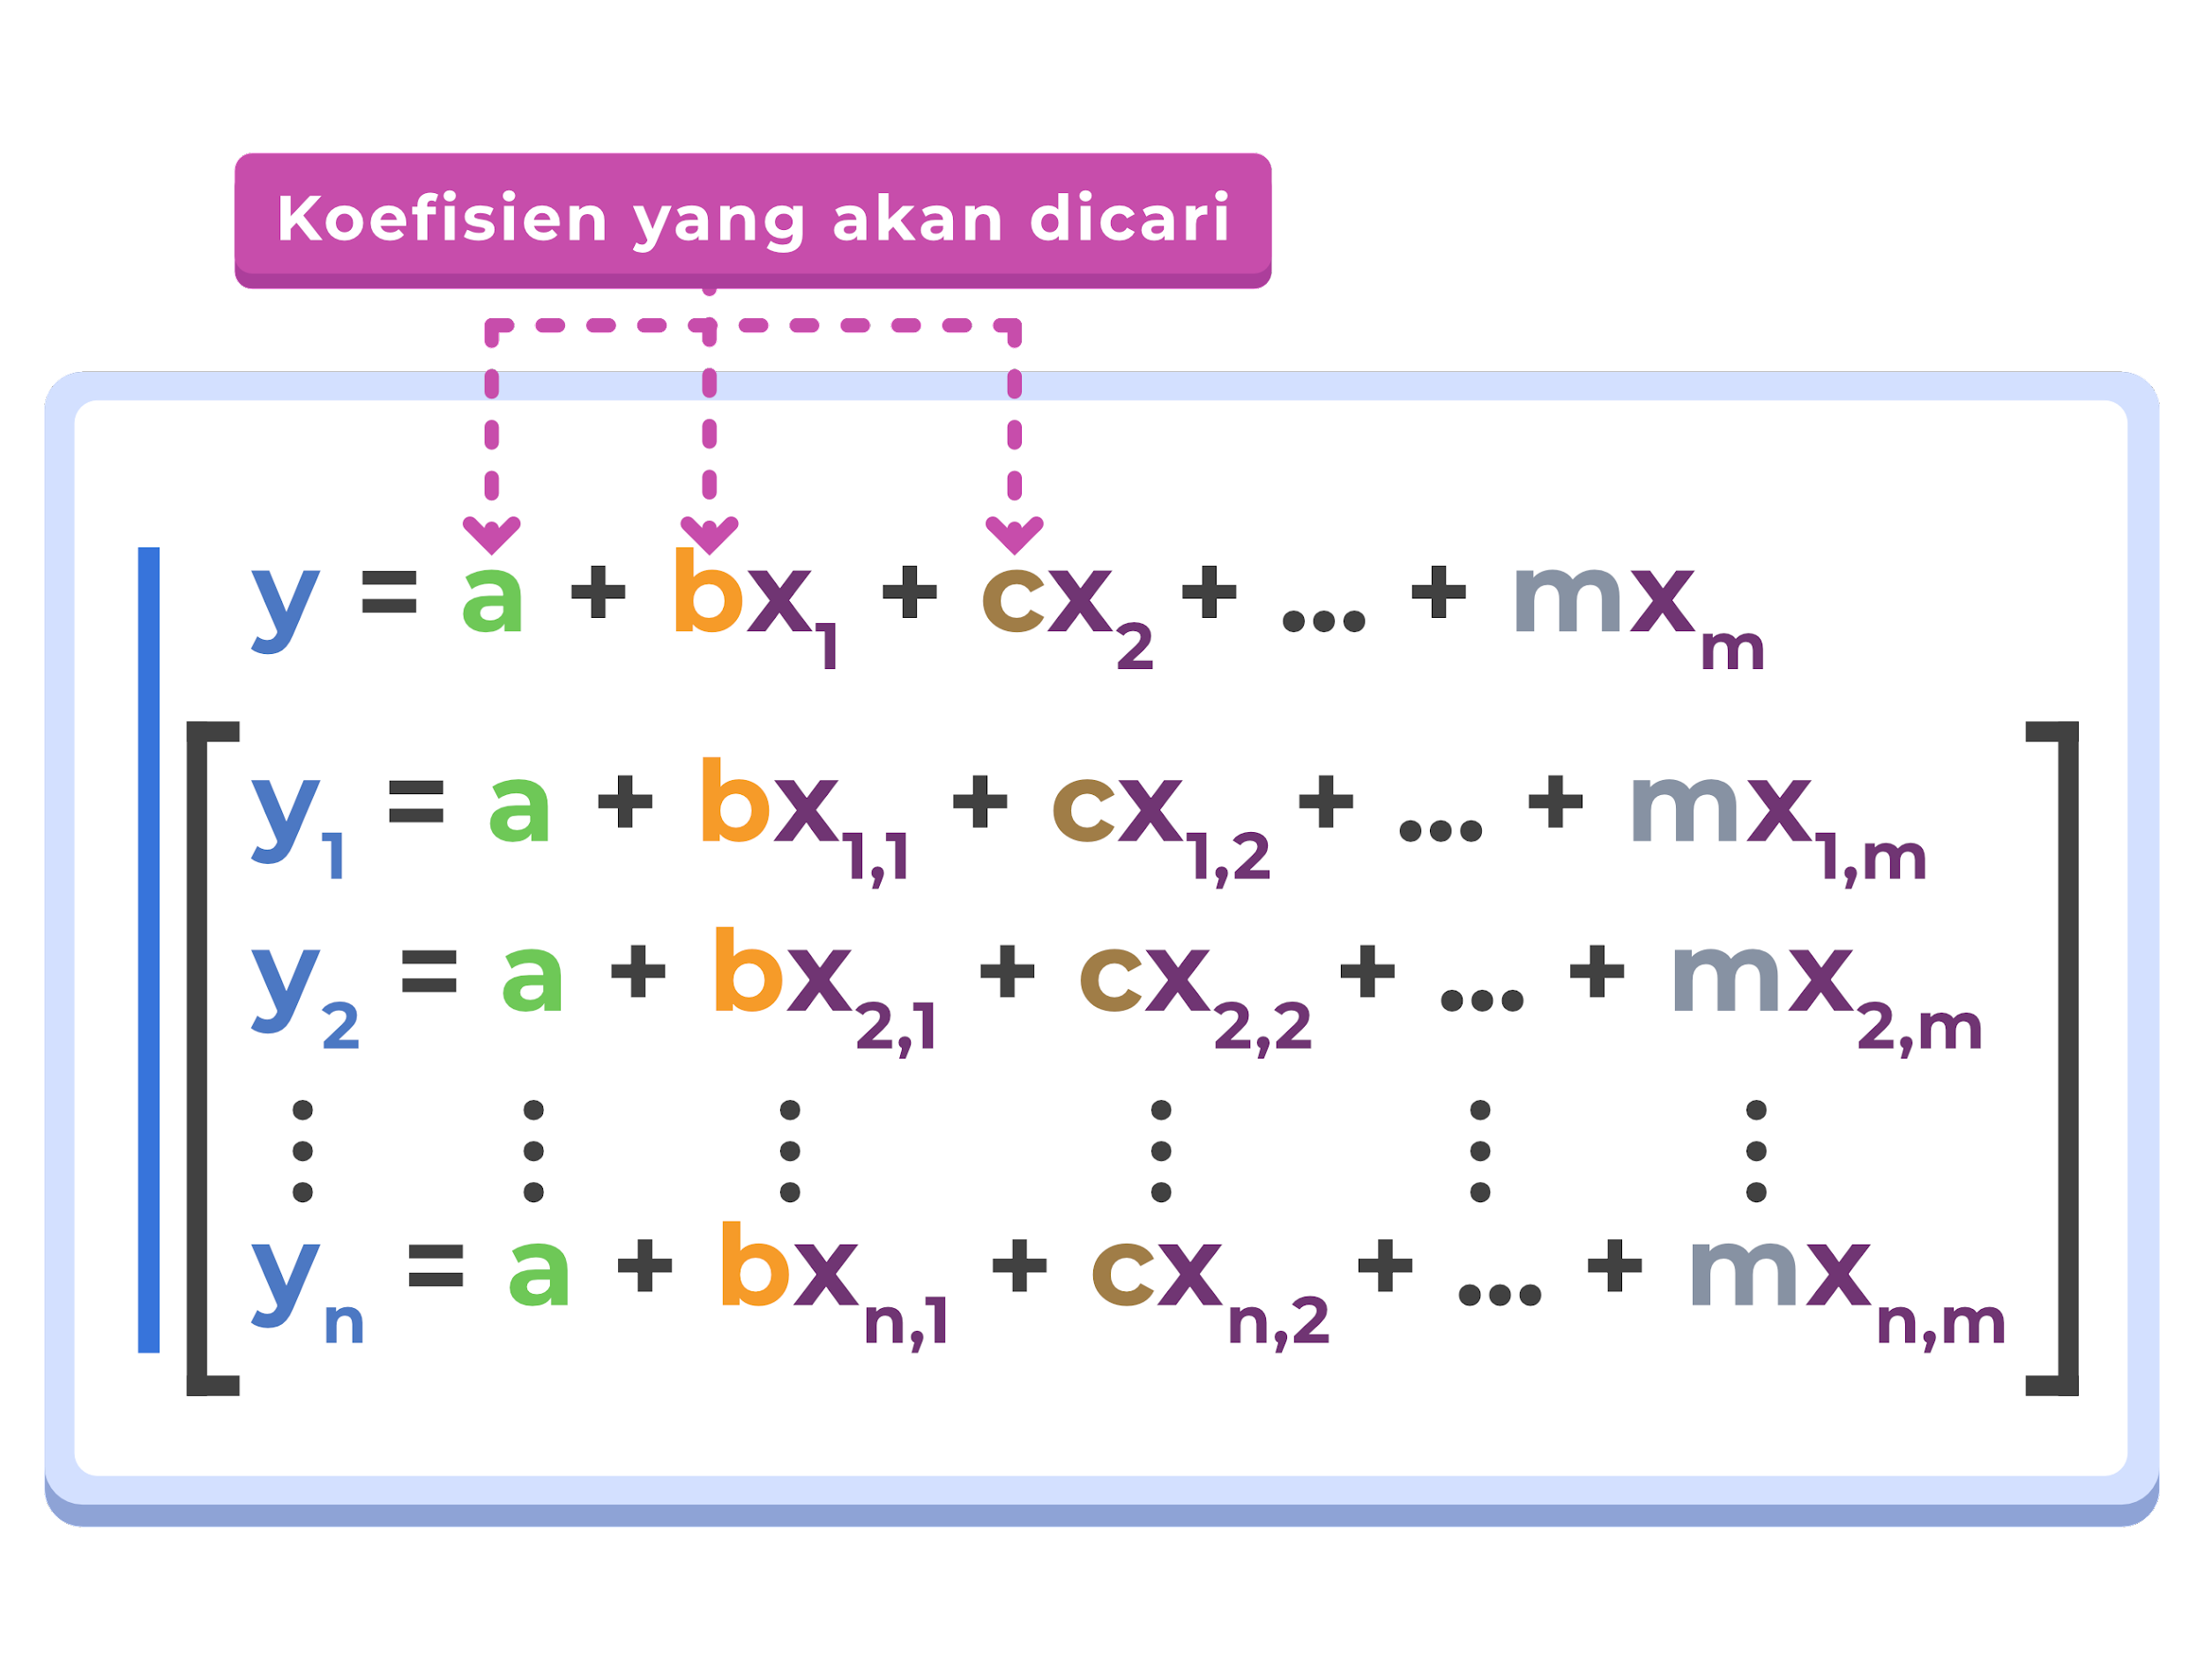 Koefisien yang akan dicari
y = a + bx₁ + cx₂ + ... + mxₘ
y₁ = a + bx₁,₁ + cx₁,₂ + ... + mx₁,ₘ
y₂ = a + bx₂,₁ + cx₂,₂ + ... + mx₂,ₘ
yₙ = a + bxₙ,₁ + cxₙ,₂ + ... + mxₙ,ₘ